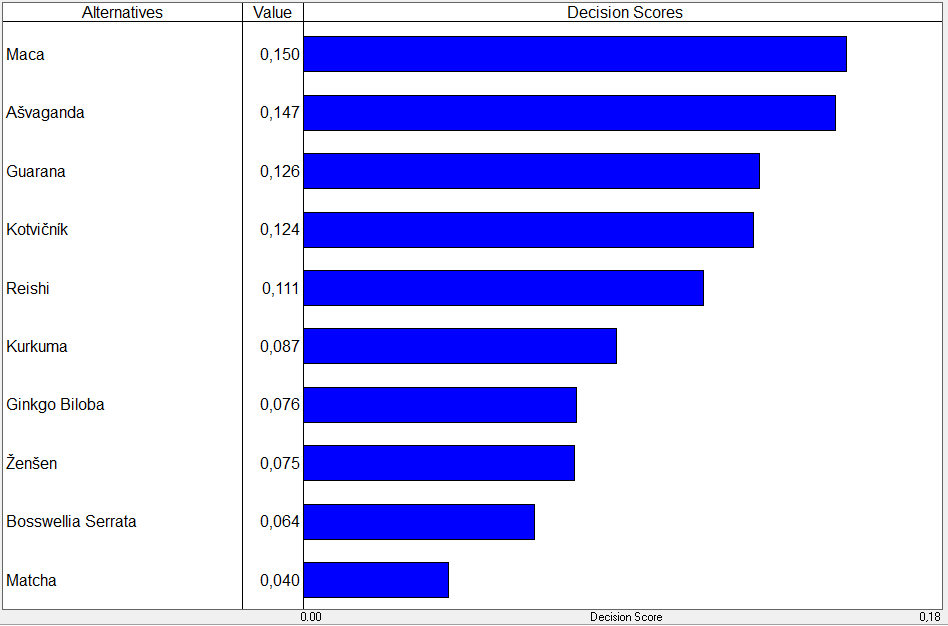 Alternatives Value Decision Scores
Maca 0,150
Ašvaganda 0,147
Guarana 0,126
Kotvičník 0,124
Reishi 0,111
Kurkuma 0,087
Ginkgo Biloba 0,076
Ženšen 0,075
Bosswellia Serrata 0,064
Matcha 0,040
0.00 Decision Score 0,18